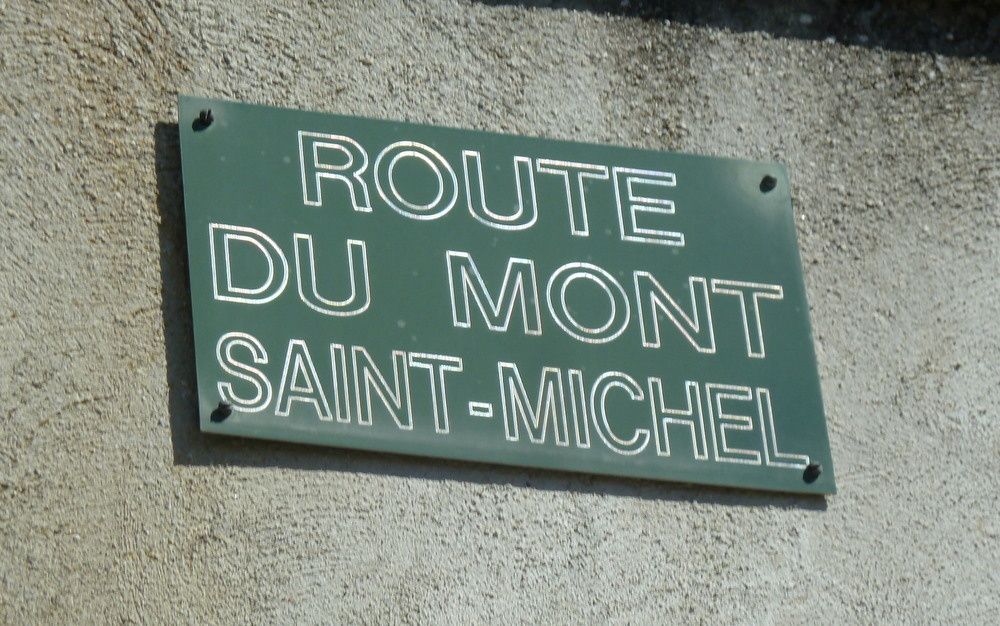 ROUTE
DU MONT
SAINT-MICHEL